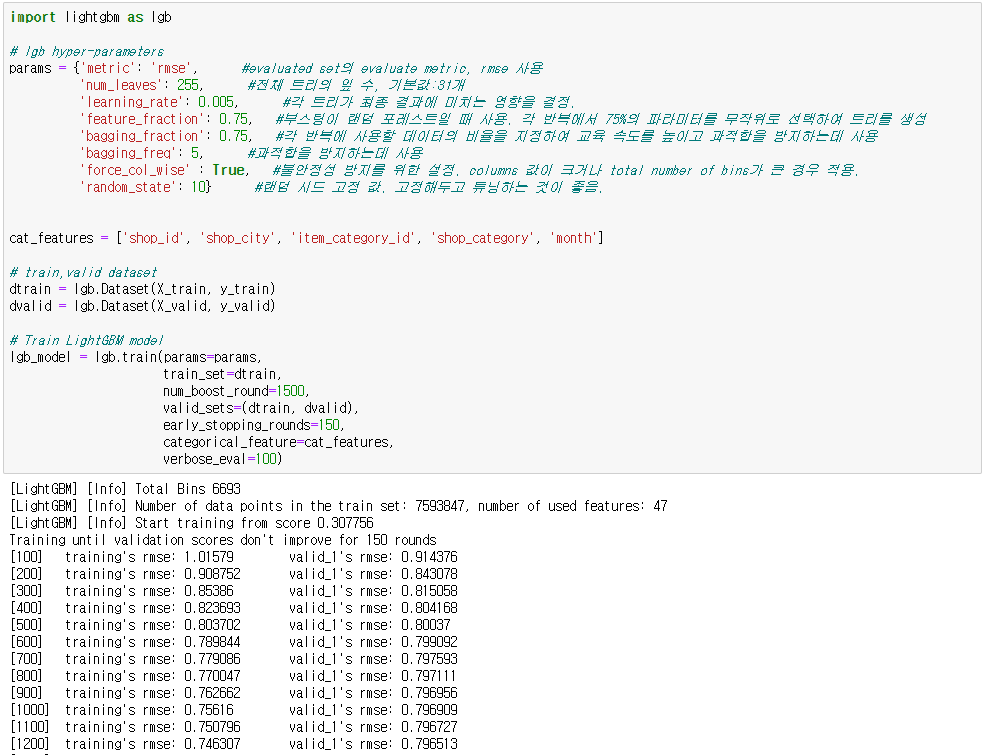 import lightgbm as lgb
# lgb hyper-parameters
params = {'metric': 'rmse', #evaluated set의 evaluate metric, rmse 사용
'num_leaves': 255, #전체 트리의 잎 수, 기본값:31개
'learning_rate': 0.005, #각 트리가 최종 결과에 미치는 영향을 결정.
'feature_fraction': 0.75, #부스팅이 랜덤 포레스트일 때 사용. 각 반복에서 75%의 파라미터를 무작위로 선택하여 트리를 생성
'bagging_fraction': 0.75, #각 반복에 사용할 데이터의 비율을 지정하여 교육 속도를 높이고 과적합을 방지하는데 사용
'bagging_freq': 5, #과적합을 방지하는데 사용
'force_col_wise' : True, #불안정성 방지를 위한 설정. columns 값이 크거나 total number of bins가 큰 경우 적용.
'random_state': 10} #랜덤 시드 고정 값. 고정해두고 튜닝하는 것이 좋음.
cat_features = ['shop_id', 'shop_city', 'item_category_id', 'shop_category', 'month']
# train,valid dataset
dtrain = lgb.Dataset(X_train, y_train)
dvalid = lgb.Dataset(X_valid, y_valid)
# Train LightGBM model
lgb_model = lgb.train(params=params,
train_set=dtrain,
num_boost_round=1500,
valid_sets=(dtrain, dvalid),
early_stopping_rounds=150,
categorical_feature=cat_features,
verbose_eval=100)
[LightGBM] [Info] Total Bins 6693
[LightGBM] [Info] Number of data points in the train set: 7593847, number of used features: 47
[LightGBM] [Info] Start training from score 0.307756
Training until validation scores don't improve for 150 rounds
[100] training's rmse: 1.01579 valid_1's rmse: 0.914376
[200] training's rmse: 0.908752 valid_1's rmse: 0.843078
[300] training's rmse: 0.85386 valid_1's rmse: 0.815058
[400] training's rmse: 0.823693 valid_1's rmse: 0.804168
[500] training's rmse: 0.803702 valid_1's rmse: 0.80037
[600] training's rmse: 0.789844 valid_1's rmse: 0.799092
[700] training's rmse: 0.779086 valid_1's rmse: 0.797593
[800] training's rmse: 0.770047 valid_1's rmse: 0.797111
[900] training's rmse: 0.762662 valid_1's rmse: 0.796956
[1000] training's rmse: 0.75616 valid_1's rmse: 0.796909
[1100] training's rmse: 0.750796 valid_1's rmse: 0.796727
[1200] training's rmse: 0.746307 valid_1's rmse: 0.796513